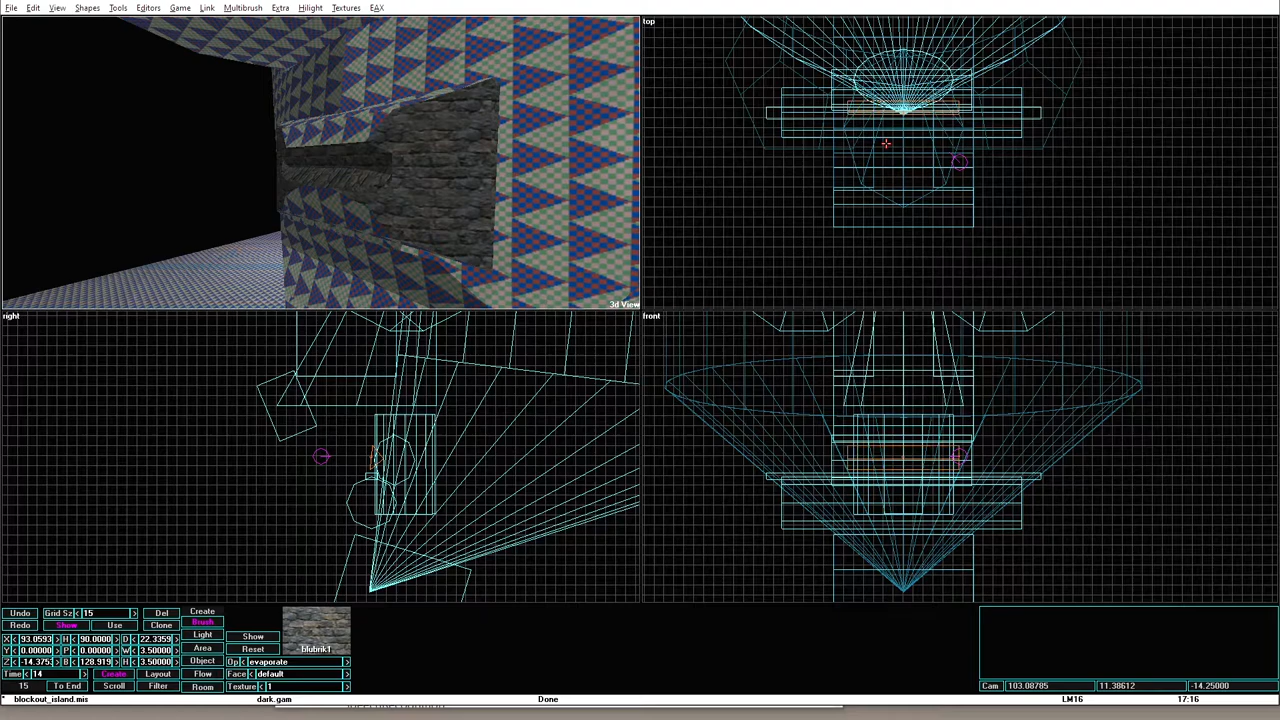 File Edit View Shapes Tools Editors Game Link Multibrush Extra Hilight Textures EAX
top
3d View
right
front
Undo Grid Sz < 15 > Del Create
Redo Show < > Use Clone Brush
X < 93.0593 > H < 90.0000 > D < 22.3359 > Light Show
Y < 0.00000 > P < 0.00000 > W < 3.50000 > Area Reset blubrik1
Z < -14.3753 > B < 128.919 > H < 3.50000 > Object Op < evaporate >
Time < 14 > Create Layout Flow Face < default >
15 To End Scroll Filter Room Texture < 1 > Cam 103.08785 11.38612 -14.25000
* blockout_island.mis dark.gam Done LM16 17:16